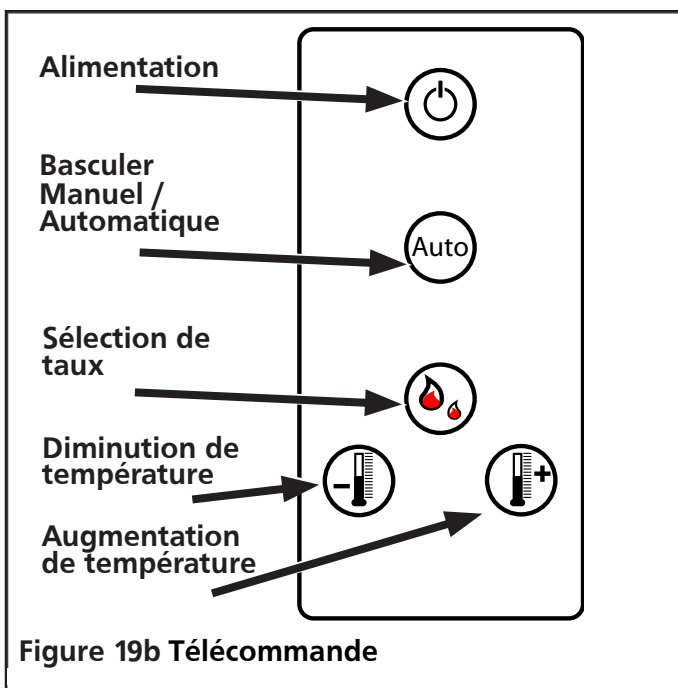 Alimentation
Basculer
Manuel /
Automatique
Auto
Sélection de
taux
Diminution de
température
–
+
Augmentation
de température
Figure 19b Télécommande